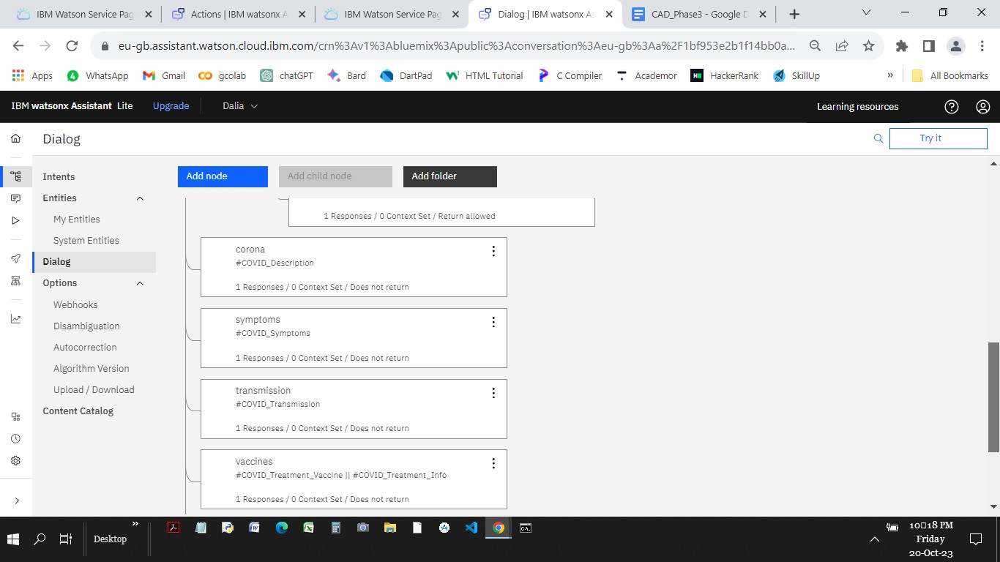 IBM Watson Service Pag
Actions | IBM watsonx A
IBM Watson Service Pag
Dialog | IBM watsonx As
CAD_Phase3 - Google D
eu-gb.assistant.watson.cloud.ibm.com/crn%3Av1%3Abluemix%3Apublic%3Aconversation%3Aeu-gb%3Aa%2F1bf953e2b1f14bb0a...
Apps
WhatsApp
Gmail
gcolab
chatGPT
Bard
DartPad
HTML Tutorial
C Compiler
Academor
HackerRank
SkillUp
»
All Bookmarks
IBM watsonx Assistant Lite
Upgrade
Dalia
Learning resources
Dialog
Try it
Intents
Entities
My Entities
System Entities
Dialog
Options
Webhooks
Disambiguation
Autocorrection
Algorithm Version
Upload / Download
Content Catalog
Add node
Add child node
Add folder
1 Responses / 0 Context Set / Return allowed
corona
#COVID_Description
1 Responses / 0 Context Set / Does not return
symptoms
#COVID_Symptoms
1 Responses / 0 Context Set / Does not return
transmission
#COVID_Transmission
1 Responses / 0 Context Set / Does not return
vaccines
#COVID_Treatment_Vaccine || #COVID_Treatment_Info
1 Responses / 0 Context Set / Does not return
Desktop
»
10▯18 PM
Friday
20-Oct-23